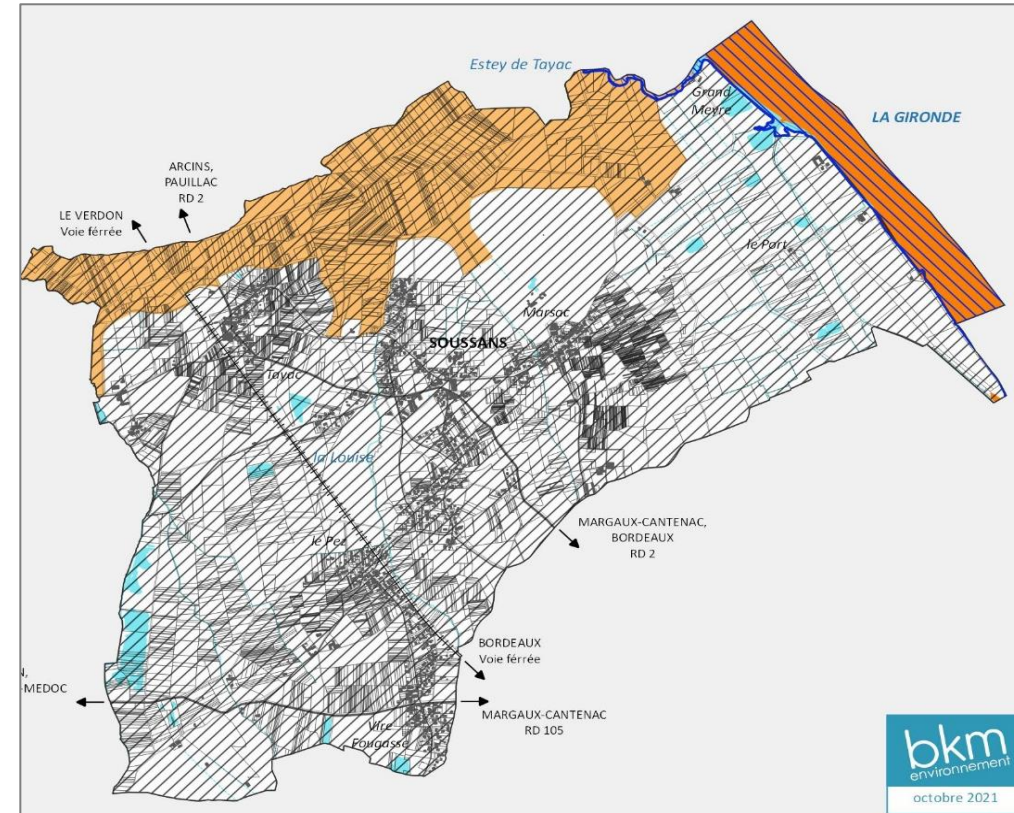 Estey de Tayac
Grand
Meyre
LA GIRONDE
ARCINS,
PAUILLAC
RD 2
LE VERDON
Voie férrée
le Port
Marsac
SOUSSANS
Tayac
la Louise
MARGAUX-CANTENAC,
BORDEAUX
RD 2
le Pez
BORDEAUX
Voie férrée
N,
-MEDOC
MARGAUX-CANTENAC
RD 105
Vire
Fougasse
bkm
environnement
octobre 2021